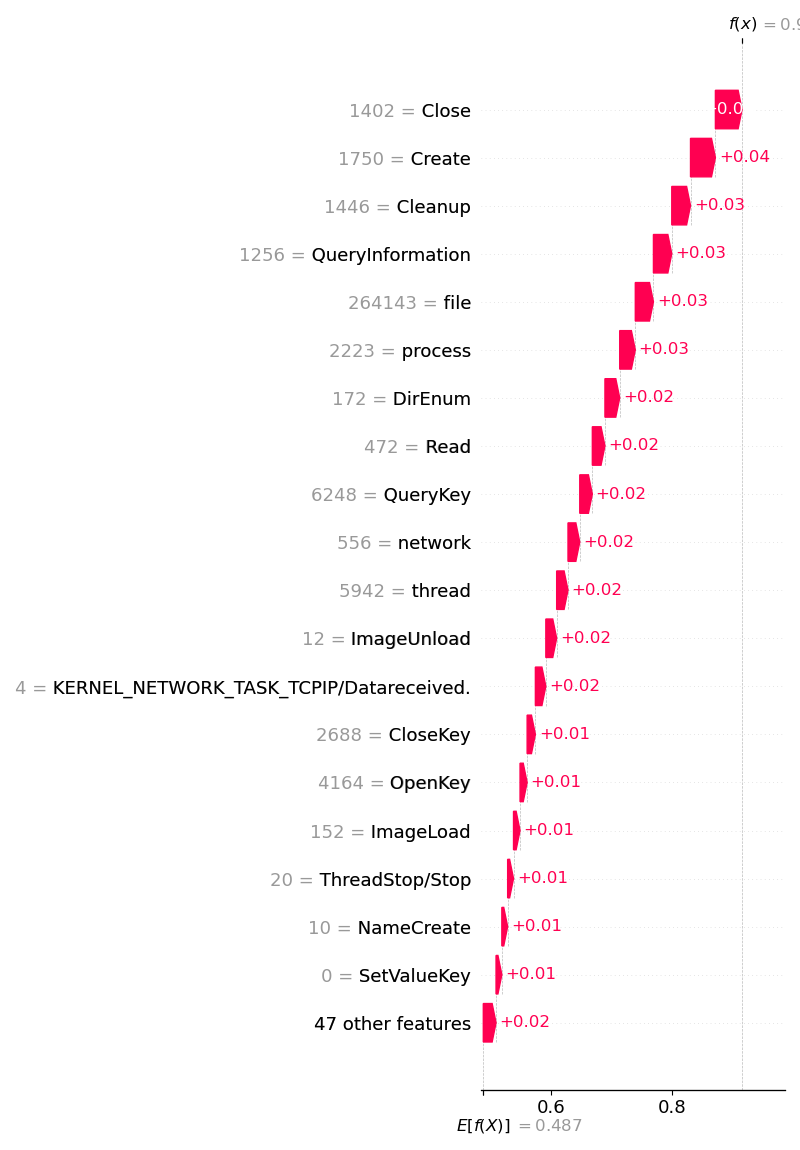 f(x) = 0.9
1402 = Close
1750 = Create +0.04
1446 = Cleanup +0.03
1256 = QueryInformation +0.03
264143 = file +0.03
2223 = process +0.03
172 = DirEnum +0.02
472 = Read +0.02
6248 = QueryKey +0.02
556 = network +0.02
5942 = thread +0.02
12 = ImageUnload +0.02
4 = KERNEL_NETWORK_TASK_TCPIP/Datareceived. +0.02
2688 = CloseKey +0.01
4164 = OpenKey +0.01
152 = ImageLoad +0.01
20 = ThreadStop/Stop +0.01
10 = NameCreate +0.01
0 = SetValueKey +0.01
47 other features +0.02
0.6 0.8
E[f(X)] = 0.487